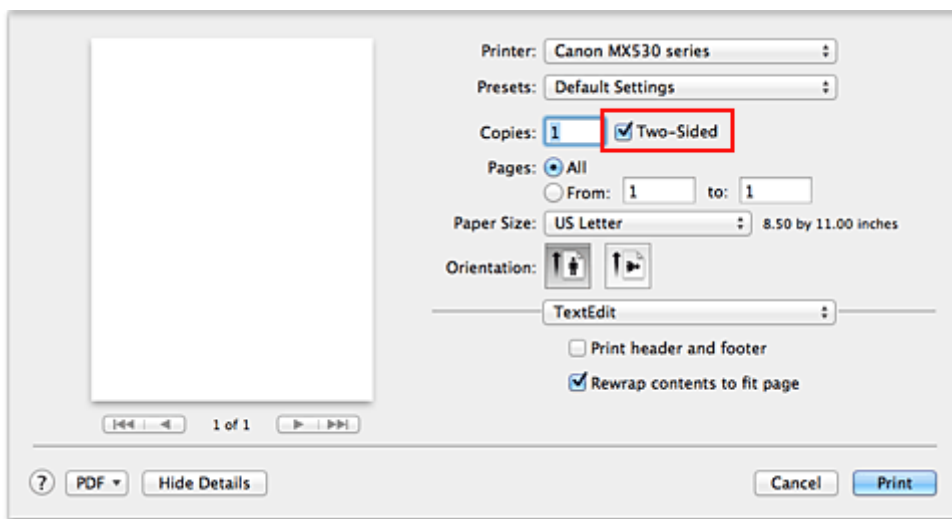 Printer: Canon MX530 series
Presets: Default Settings
Copies: 1 Two-Sided
Pages: All
From: 1 to: 1
Paper Size: US Letter 8.50 by 11.00 inches
Orientation:
TextEdit
Print header and footer
Rewrap contents to fit page
1 of 1
? PDF Hide Details Cancel Print